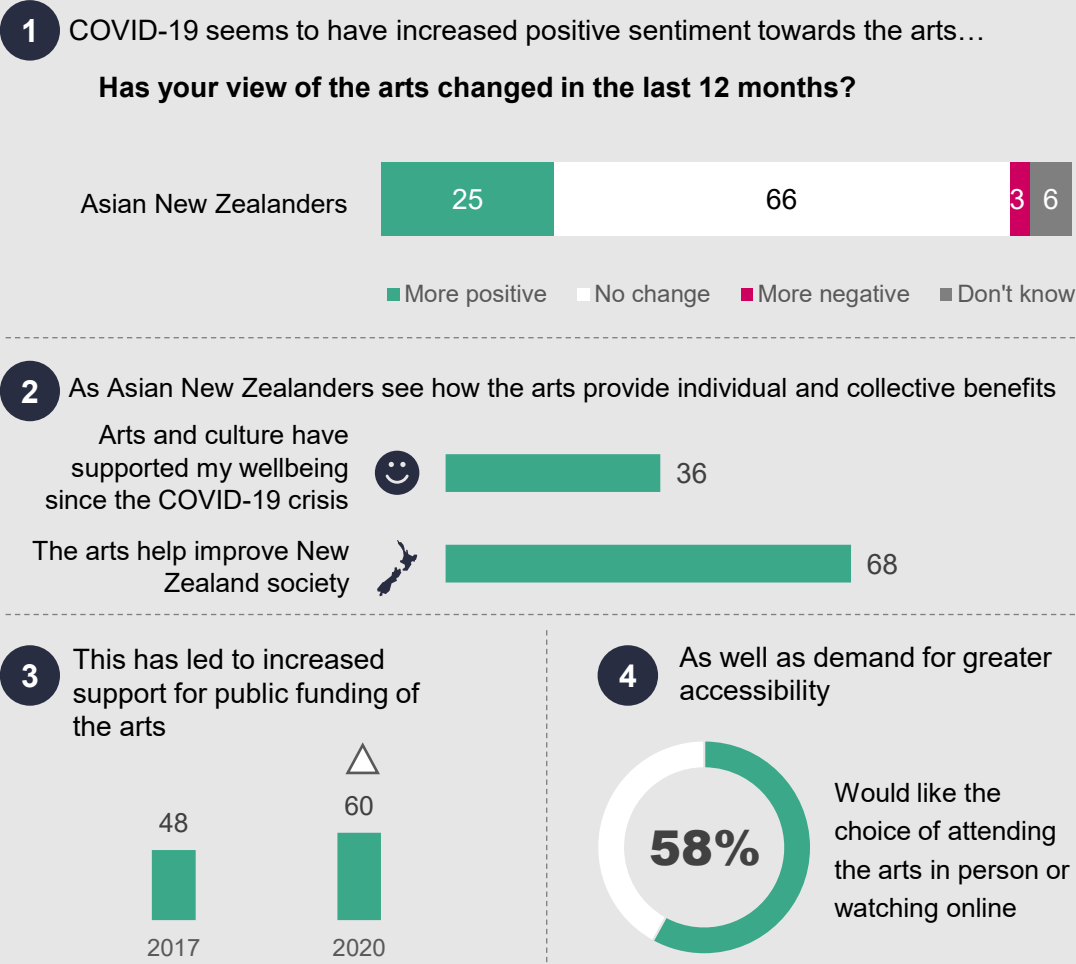 1 COVID-19 seems to have increased positive sentiment towards the arts…
Has your view of the arts changed in the last 12 months?
Asian New Zealanders 25 66 3 6
More positive No change More negative Don't know
2 As Asian New Zealanders see how the arts provide individual and collective benefits
Arts and culture have
supported my wellbeing
since the COVID-19 crisis
36
The arts help improve New
Zealand society
68
3 This has led to increased
support for public funding of
the arts
48 60
2017 2020
4 As well as demand for greater
accessibility
58%
Would like the
choice of attending
the arts in person or
watching online